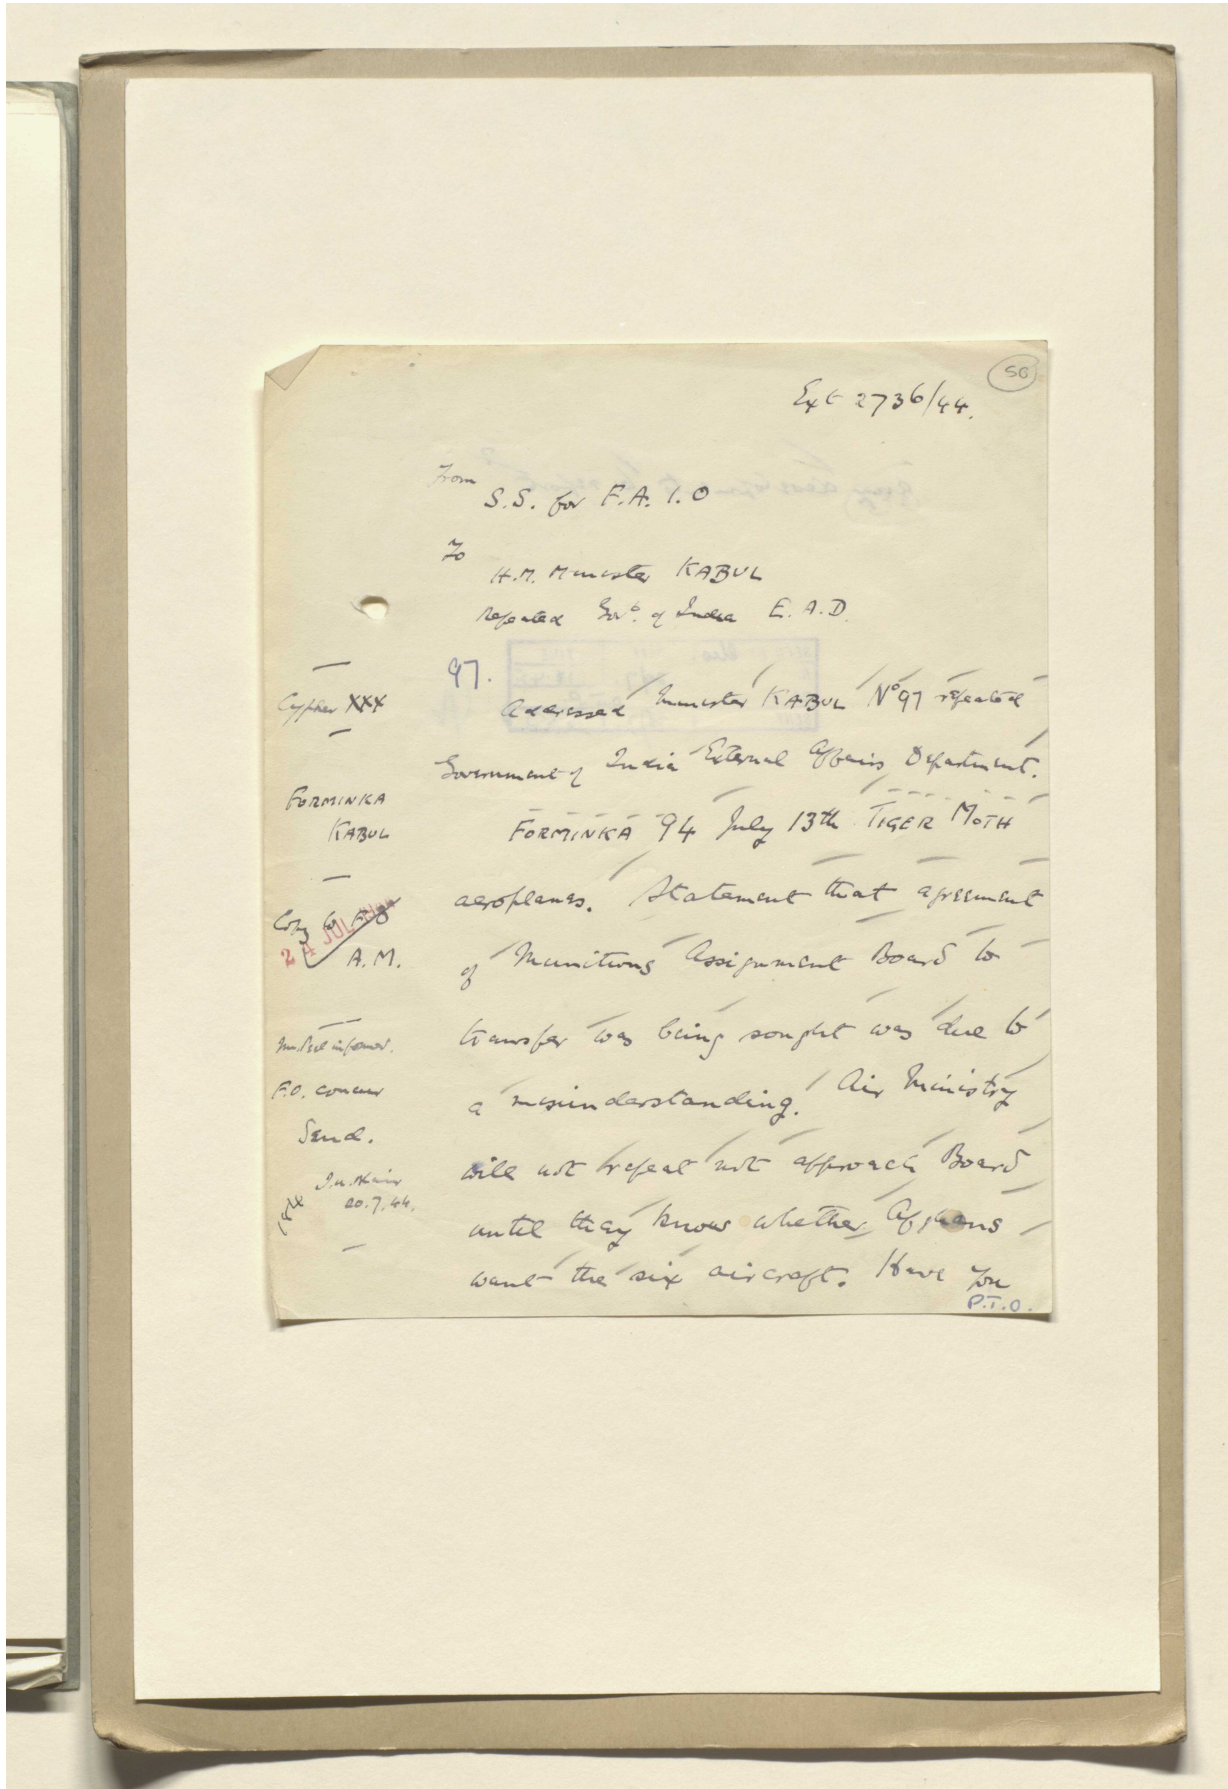 56
Ext 2736/44.
From
S.S. for F.A. I.O
To
H.M. Minister KABUL
repeated Govt. of India E.A.D.
97.
Cypher XXX
Addressed Minister KABUL No 97 repeated
Government of India External Affairs Department.
FORMINKA
KABUL
FORMINKA 94 July 13th TIGER MOTH
aeroplanes. Statement that agreement
Copy to F.O
24 JUL 1944
A.M.
of Munitions Assignment Board to
transfer was being sought was due to
F.O. concur
a misunderstanding. Air Ministry
Send.
will not repeat not approach Board
20.7.44.
until they know whether Afghans
want the six aircraft. Have you
P.T.O.